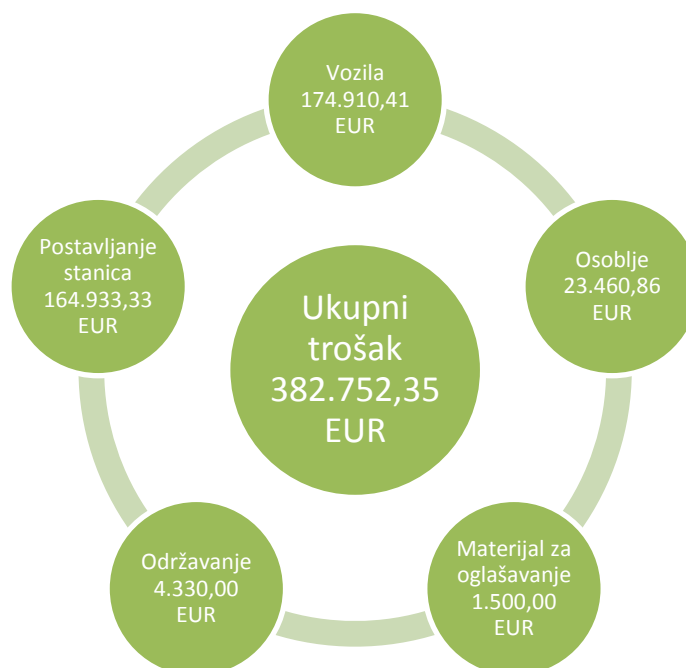 Vozila
174.910,41
EUR
Osoblje
23.460,86
EUR
Materijal za
oglašavanje
1.500,00
EUR
Održavanje
4.330,00
EUR
Postavljanje
stanica
164.933,33
EUR
Ukupni
trošak
382.752,35
EUR